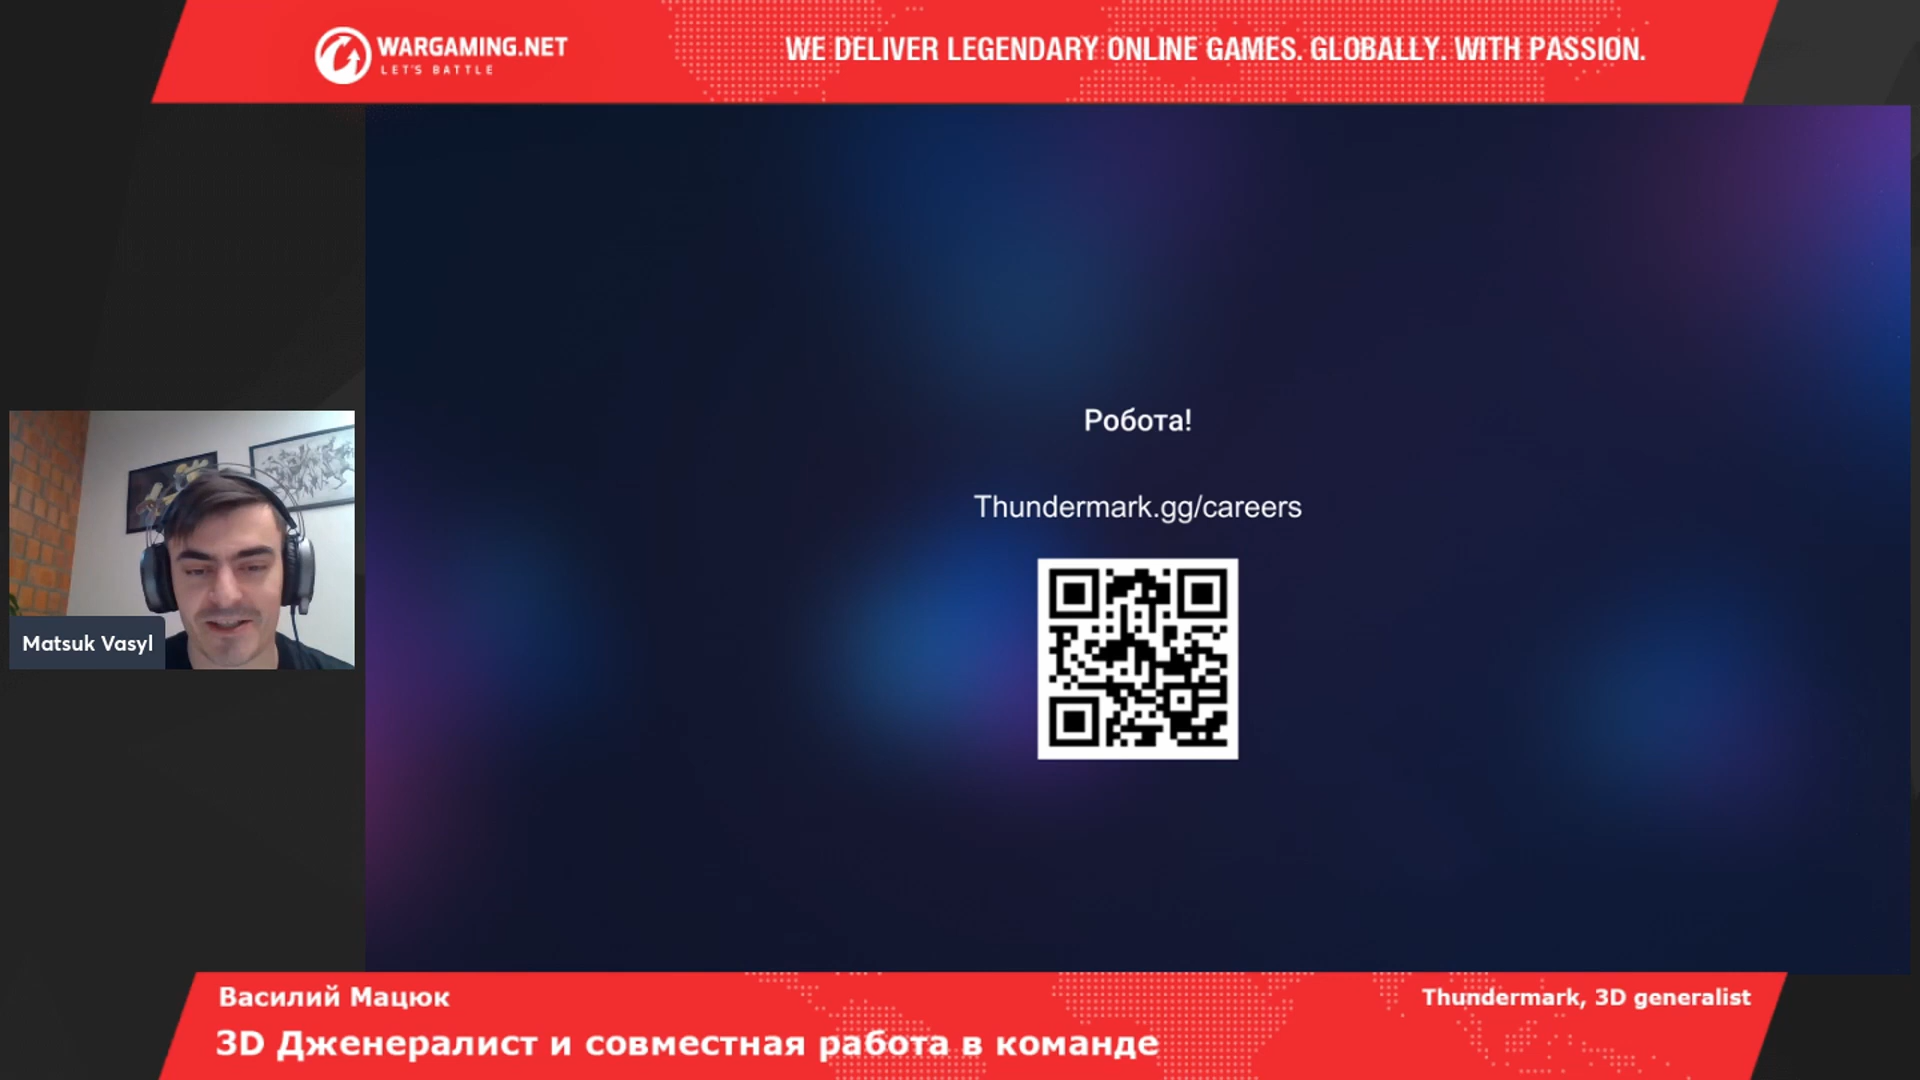 WARGAMING.NET
LET'S BATTLE
WE DELIVER LEGENDARY ONLINE GAMES. GLOBALLY. WITH PASSION.
Робота!
Thundermark.gg/careers
Matsuk Vasyl
Василий Мацюк
Thundermark, 3D generalist
3D Дженералист и совместная работа в команде